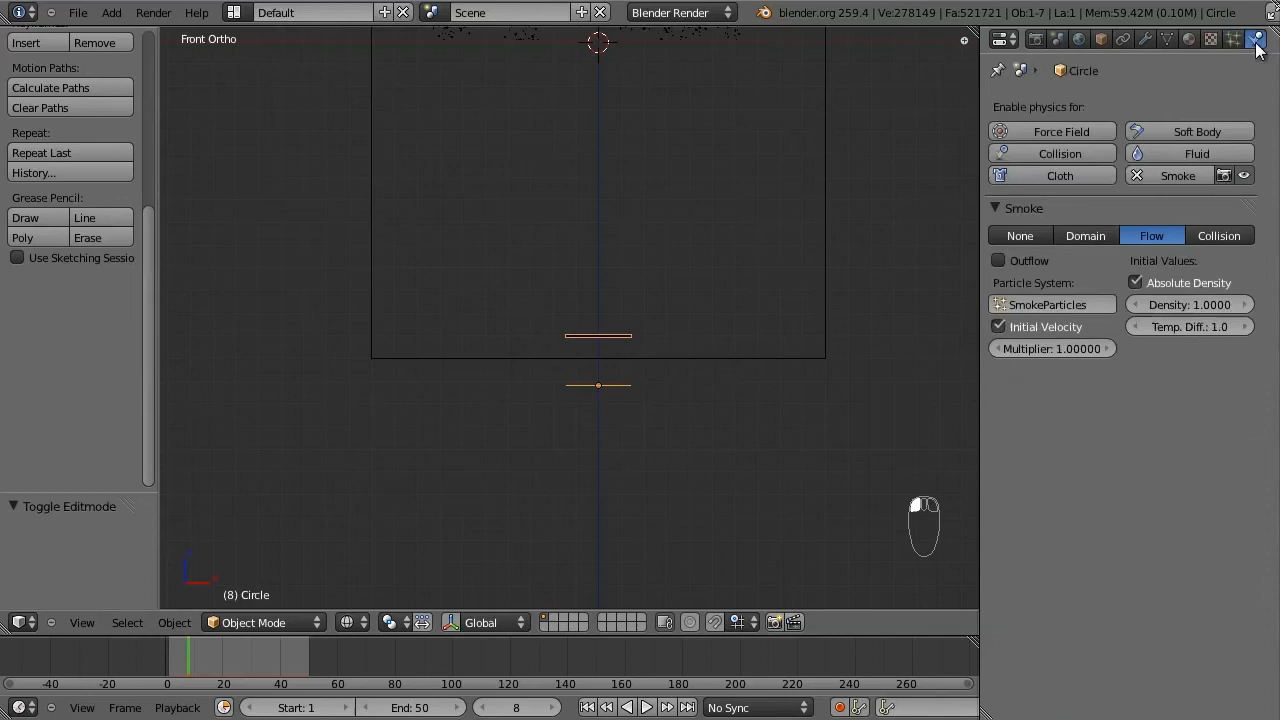 File Add Render Help Default Scene Blender Render blender.org 259.4 | Ve:278149 | Fa:521721 | Ob:1-7 | La:1 | Mem:59.42M (0.10M) | Circle
Insert Remove
Motion Paths:
Calculate Paths
Clear Paths
Repeat:
Repeat Last
History...
Grease Pencil:
Draw Line
Poly Erase
Use Sketching Sessio
Toggle Editmode
Front Ortho
(8) Circle
View Select Object Object Mode Global
-40 -20 0 20 40 60 80 100 120 140 160 180 200 220 240 260
View Frame Playback Start: 1 End: 50 8 No Sync
Circle
Enable physics for:
Force Field Soft Body
Collision Fluid
Cloth Smoke
Smoke
None Domain Flow Collision
Outflow Initial Values:
Particle System: Absolute Density
SmokeParticles Density: 1.0000
Initial Velocity Temp. Diff.: 1.0
Multiplier: 1.00000